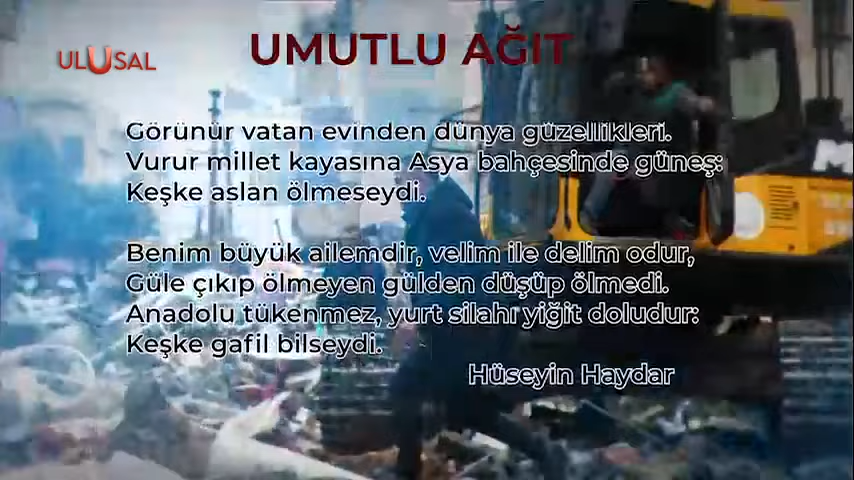 ULUSAL
UMUTLU AĞIT
Görünür vatan evinden dünya güzellikleri.
Vurur millet kayasına Asya bahçesinde güneş:
Keşke aslan ölmeseydi.
Benim büyük ailemdir, velim ile delim odur,
Güle çıkıp ölmeyen gülden düşüp ölmedi.
Anadolu tükenmez, yurt silahı yiğit doludur:
Keşke gafil bilseydi.
Hüseyin Haydar